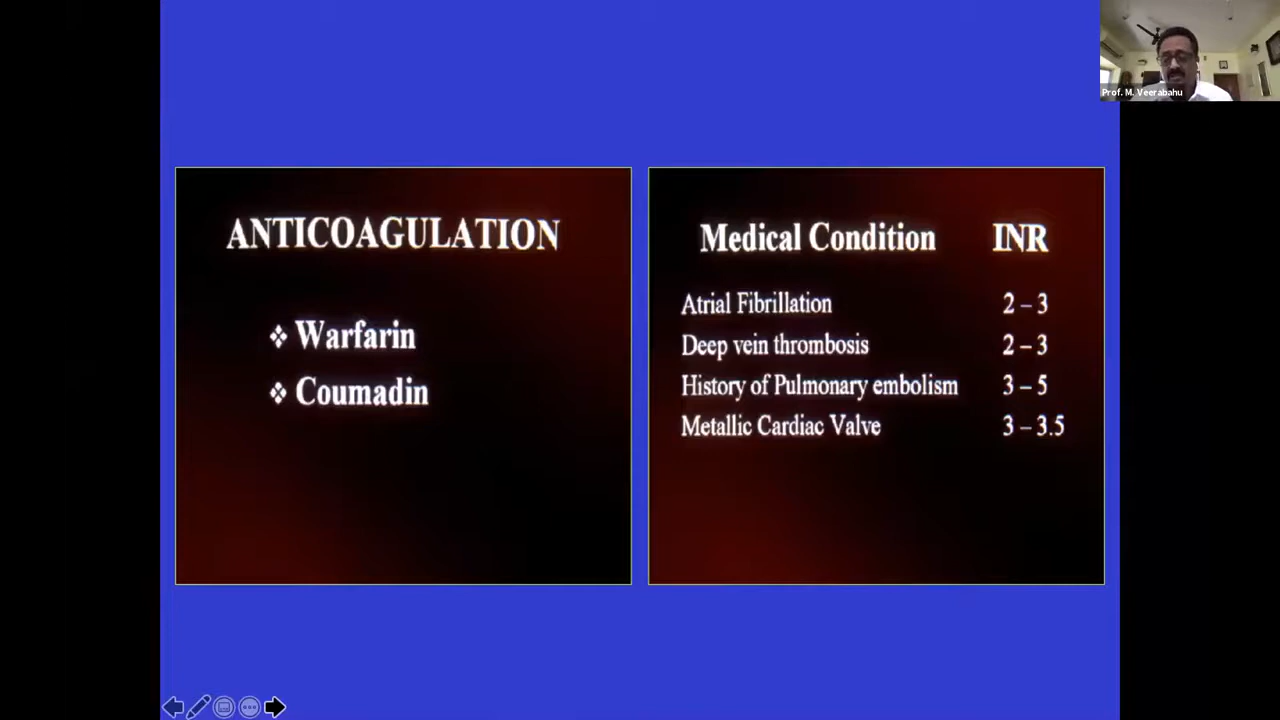 Prof. M. Veerabahu
ANTICOAGULATION
❖ Warfarin
❖ Coumadin
Medical Condition INR
Atrial Fibrillation 2 – 3
Deep vein thrombosis 2 – 3
History of Pulmonary embolism 3 – 5
Metallic Cardiac Valve 3 – 3.5